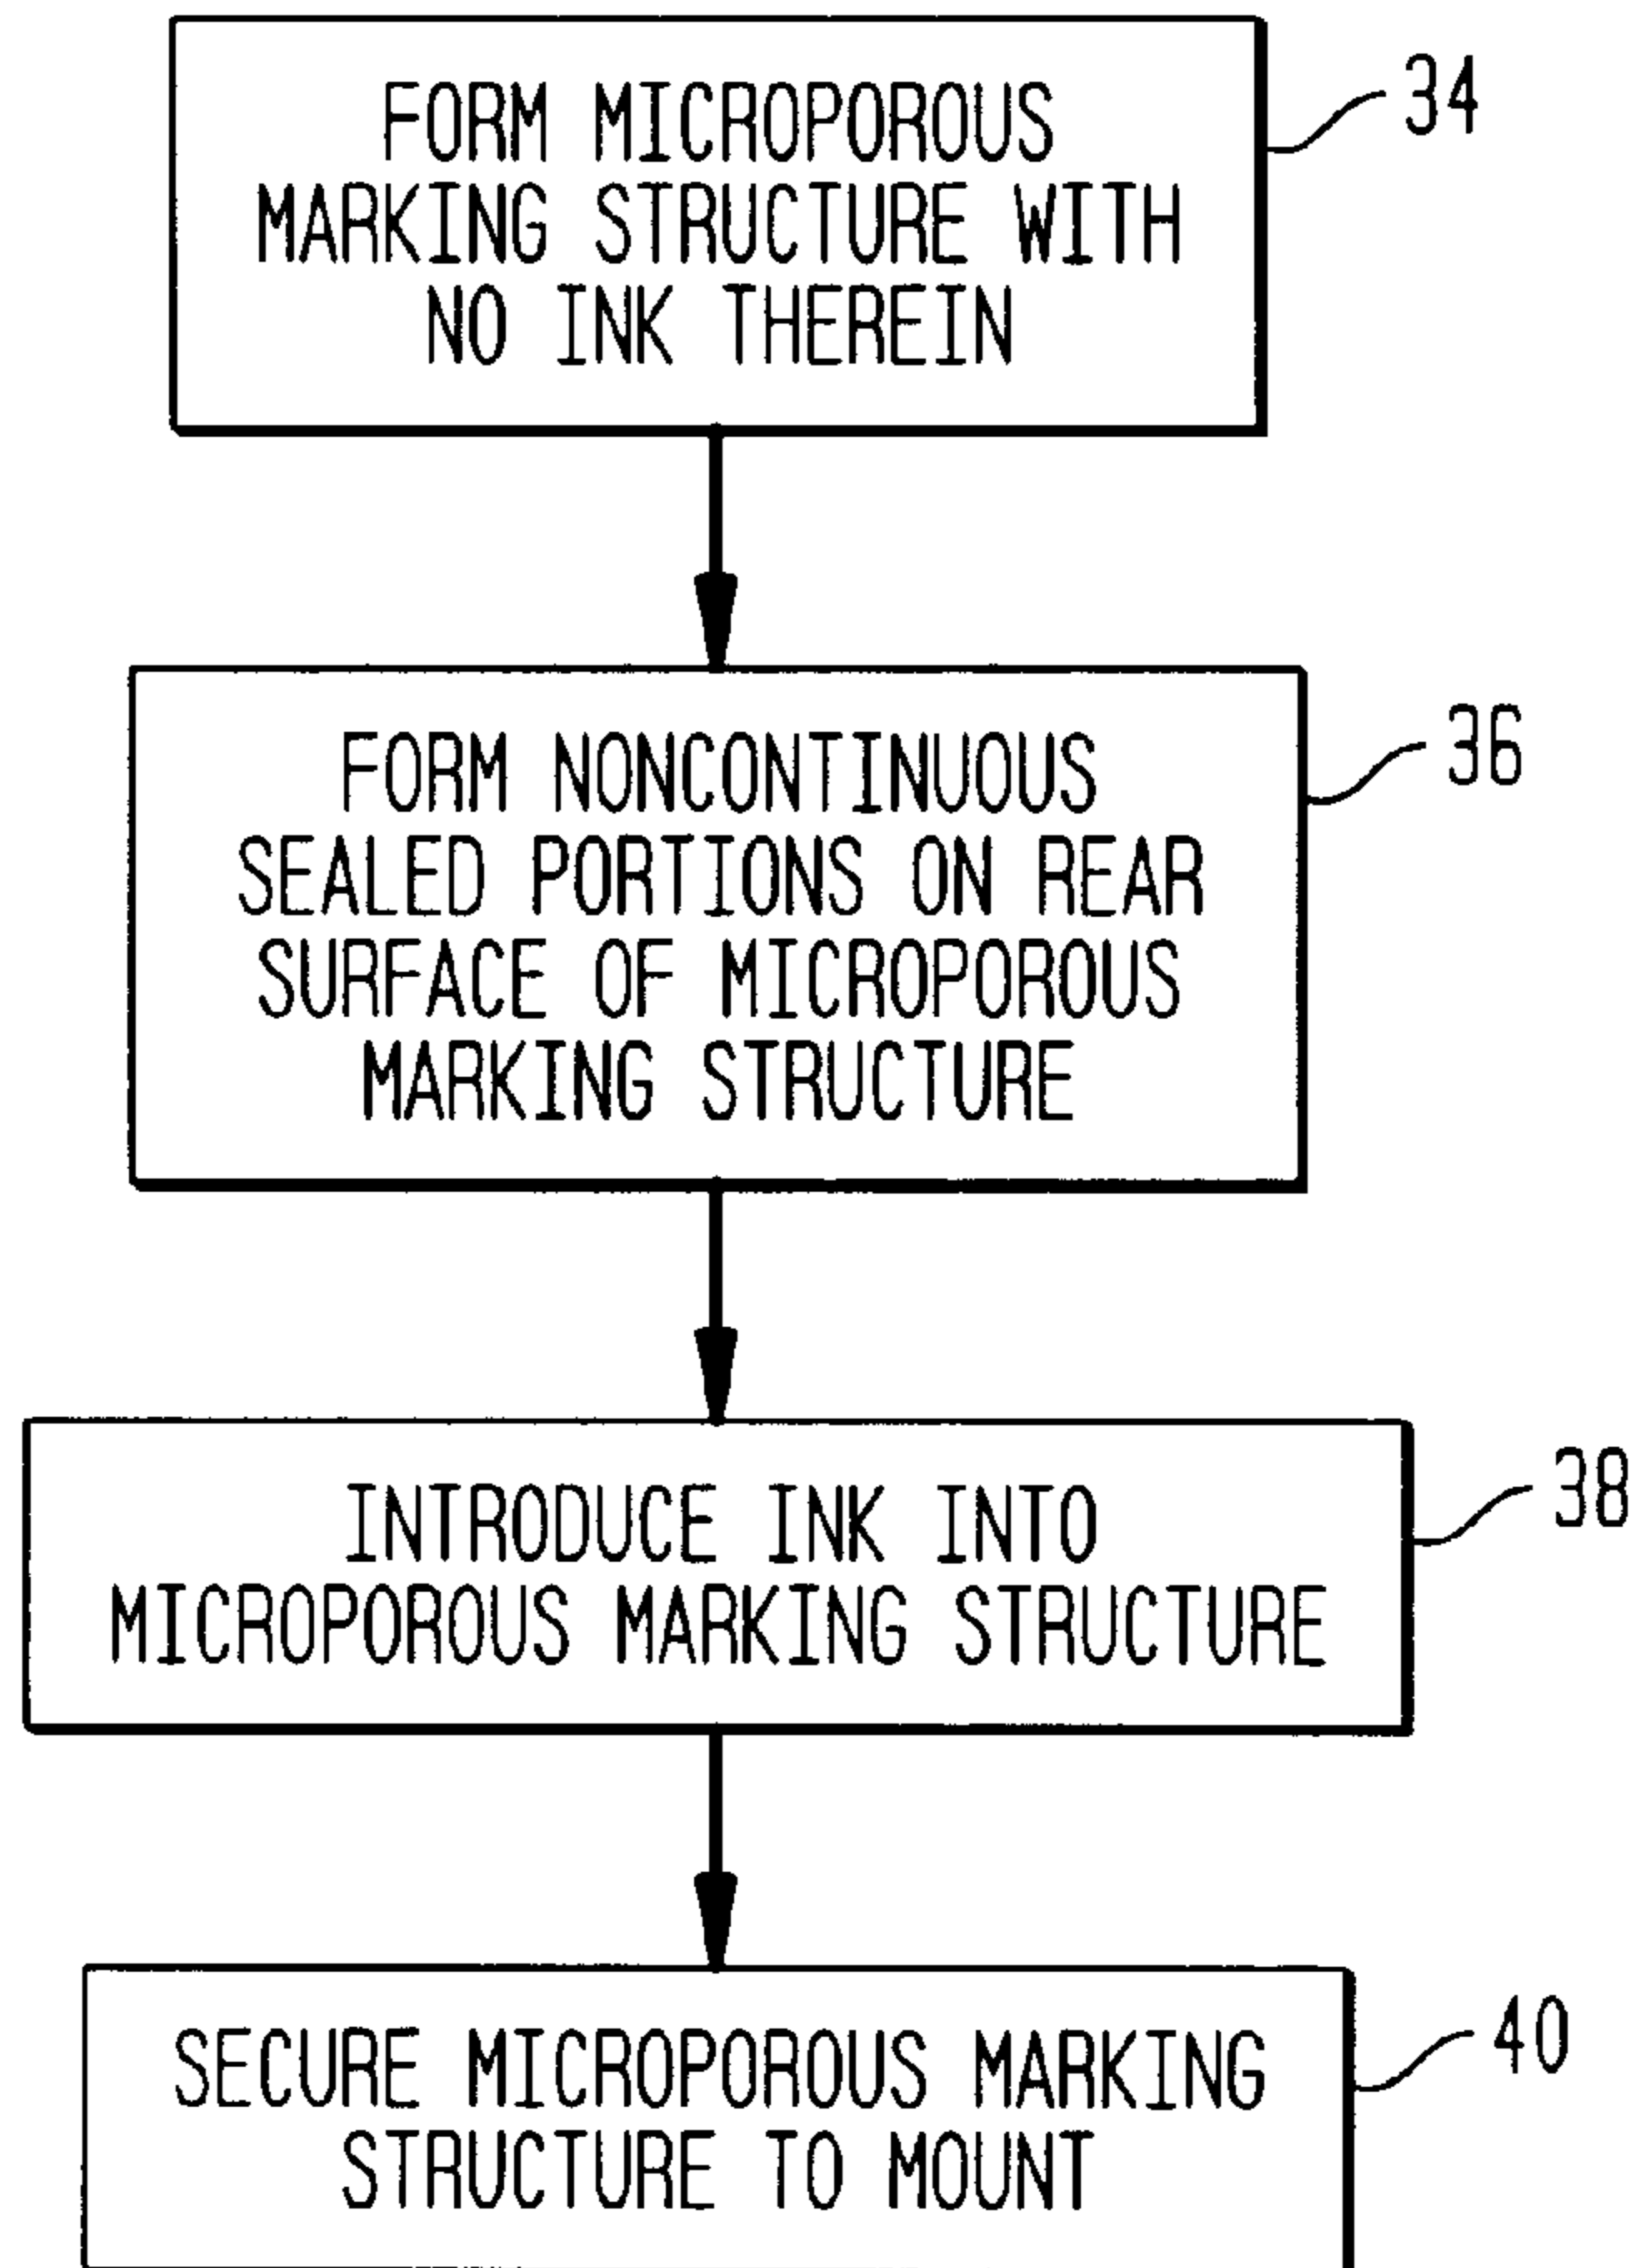 FORM MICROPOROUS
MARKING STRUCTURE WITH
NO INK THEREIN
34
FORM NONCONTINUOUS
SEALED PORTIONS ON REAR
SURFACE OF MICROPOROUS
MARKING STRUCTURE
36
INTRODUCE INK INTO
MICROPOROUS MARKING STRUCTURE
38
SECURE MICROPOROUS MARKING
STRUCTURE TO MOUNT
40